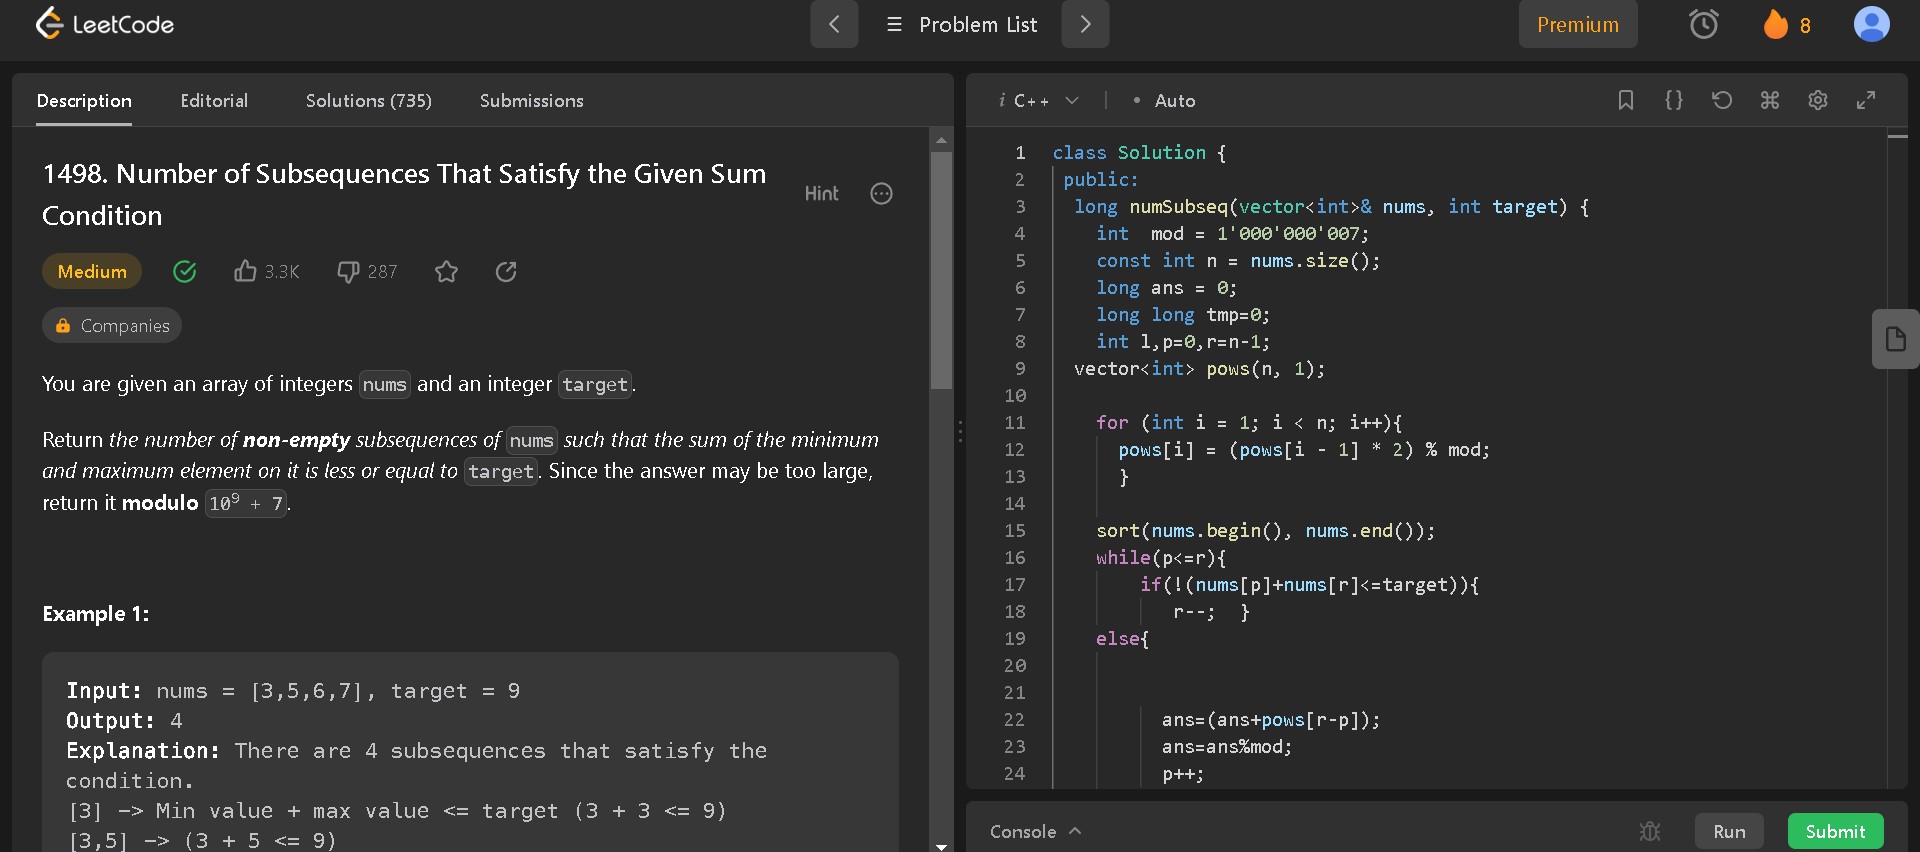 LeetCode
Problem List
Premium
8
Description Editorial Solutions (735) Submissions
1498. Number of Subsequences That Satisfy the Given Sum
Condition
Hint
Medium 3.3K 287
Companies
You are given an array of integers nums and an integer target.
Return the number of non-empty subsequences of nums such that the sum of the minimum
and maximum element on it is less or equal to target. Since the answer may be too large,
return it modulo 10⁹ + 7.
Example 1:
Input: nums = [3,5,6,7], target = 9
Output: 4
Explanation: There are 4 subsequences that satisfy the
condition.
[3] -> Min value + max value <= target (3 + 3 <= 9)
[3,5] -> (3 + 5 <= 9)
i C++ • Auto
{}
1 class Solution {
2 public:
3 long numSubseq(vector<int>& nums, int target) {
4 int  mod = 1'000'000'007;
5 const int n = nums.size();
6 long ans = 0;
7 long long tmp=0;
8 int l,p=0,r=n-1;
9 vector<int> pows(n, 1);
10
11 for (int i = 1; i < n; i++){
12 pows[i] = (pows[i - 1] * 2) % mod;
13 }
14
15 sort(nums.begin(), nums.end());
16 while(p<=r){
17 if(!(nums[p]+nums[r]<=target)){
18 r--;  }
19 else{
20
21
22 ans=(ans+pows[r-p]);
23 ans=ans%mod;
24 p++;
Console
Run
Submit